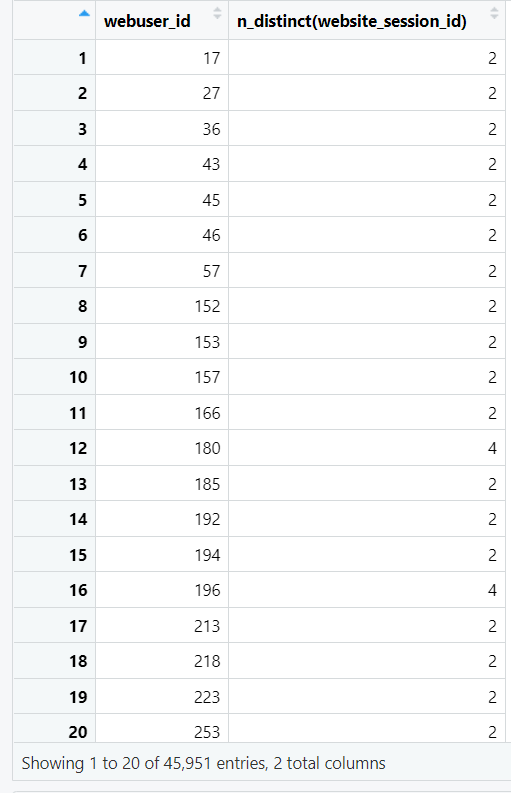 webuser_id n_distinct(website_session_id)
1 17 2
2 27 2
3 36 2
4 43 2
5 45 2
6 46 2
7 57 2
8 152 2
9 153 2
10 157 2
11 166 2
12 180 4
13 185 2
14 192 2
15 194 2
16 196 4
17 213 2
18 218 2
19 223 2
20 253 2
Showing 1 to 20 of 45,951 entries, 2 total columns